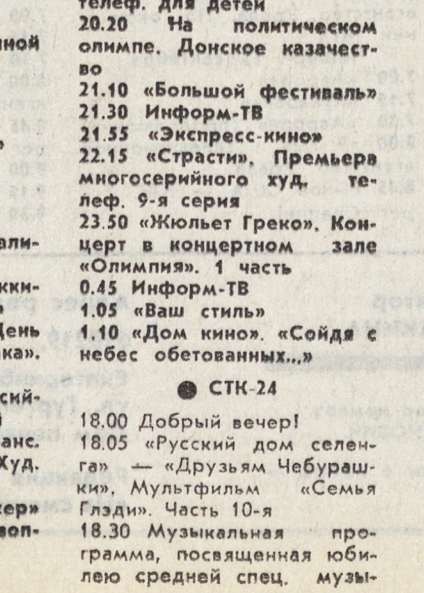 телеф. для детей
20.20 На политическом
олимпе. Донское казачест-
во
21.10 «Большой фестиваль»
21.30 Информ-ТВ
21.55 «Экспресс-кино»
22.15 «Страсти». Премьера
многосерийного худ. те-
леф. 9-я серия
23.50 «Жюльет Греко». Кон-
церт в концертном зале
«Олимпия». 1 часть
0.45 Информ-ТВ
1.05 «Ваш стиль»
1.10 «Дом кино». «Сойдя с
небес обетованных...»
● СТК-24
18.00 Добрый вечер!
18.05 «Русский дом селен-
га» — «Друзьям Чебураш-
ки» Мультфильм «Семья
Глэди». Часть 10-я
18.30 Музыкальная про-
грамма, посвященная юби-
лею средней спец. музы-